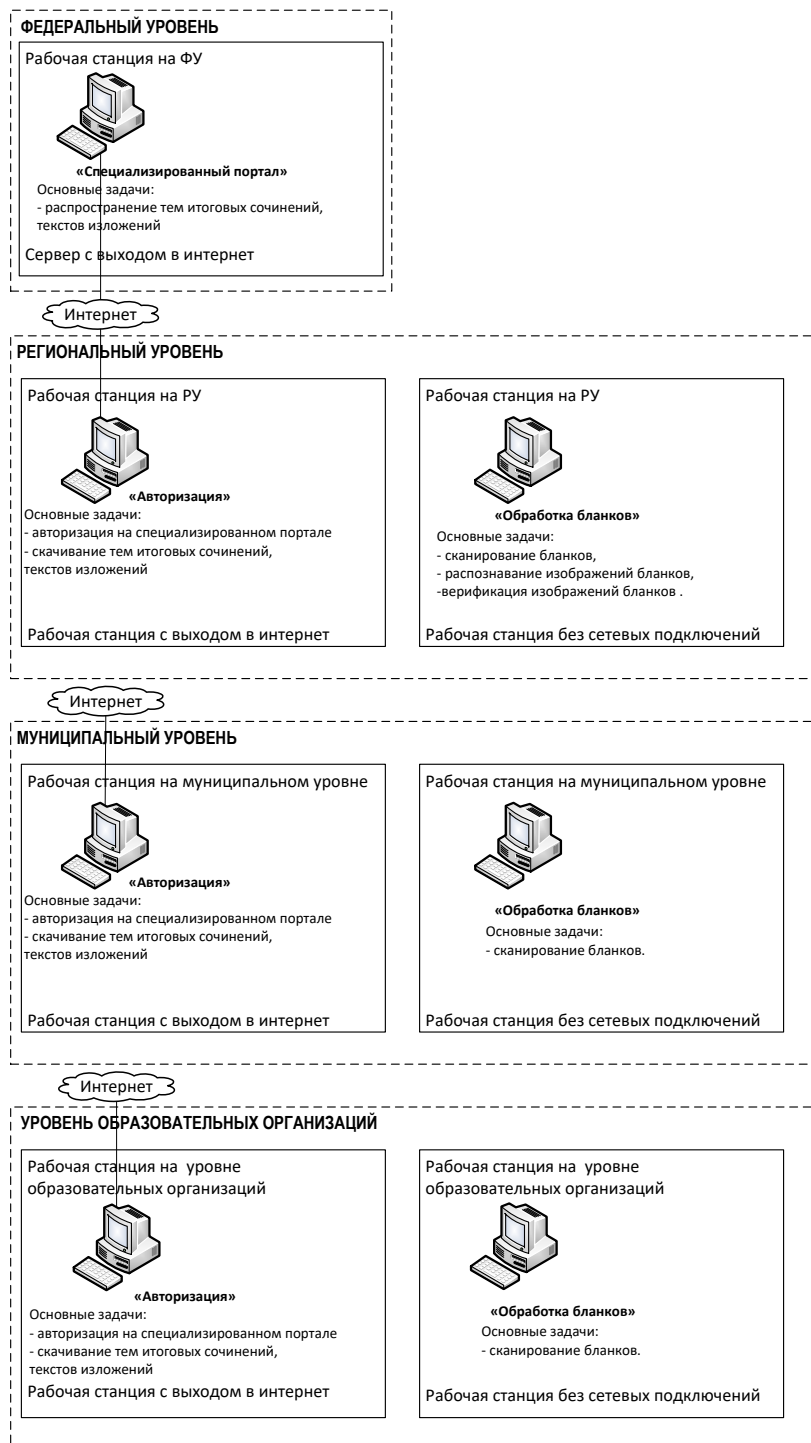 ФЕДЕРАЛЬНЫЙ УРОВЕНЬ
Рабочая станция на ФУ
«Специализированный портал»
Основные задачи:
- распространение тем итоговых сочинений,
текстов изложений
Сервер с выходом в интернет
Интернет
РЕГИОНАЛЬНЫЙ УРОВЕНЬ
Рабочая станция на РУ
«Авторизация»
Основные задачи:
- авторизация на специализированном портале
- скачивание тем итоговых сочинений,
текстов изложений
Рабочая станция с выходом в интернет
Рабочая станция на РУ
«Обработка бланков»
Основные задачи:
- сканирование бланков,
- распознавание изображений бланков,
-верификация изображений бланков .
Рабочая станция без сетевых подключений
Интернет
МУНИЦИПАЛЬНЫЙ УРОВЕНЬ
Рабочая станция на муниципальном уровне
«Авторизация»
Основные задачи:
- авторизация на специализированном портале
- скачивание тем итоговых сочинений,
текстов изложений
Рабочая станция с выходом в интернет
Рабочая станция на муниципальном уровне
«Обработка бланков»
Основные задачи:
- сканирование бланков.
Рабочая станция без сетевых подключений
Интернет
УРОВЕНЬ ОБРАЗОВАТЕЛЬНЫХ ОРГАНИЗАЦИЙ
Рабочая станция на уровне
образовательных организаций
«Авторизация»
Основные задачи:
- авторизация на специализированном портале
- скачивание тем итоговых сочинений,
текстов изложений
Рабочая станция с выходом в интернет
Рабочая станция на уровне
образовательных организаций
«Обработка бланков»
Основные задачи:
- сканирование бланков.
Рабочая станция без сетевых подключений